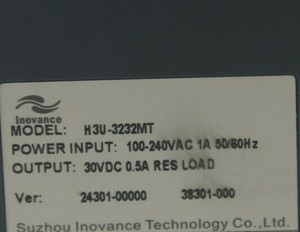 Inovance
MODEL: H3U-3232MT
POWER INPUT: 100-240VAC 1A 50/60Hz
OUTPUT: 30VDC 0.5A RES LOAD
Ver: 24301-00000 38301-000
Suzhou Inovance Technology Co.,Ltd.